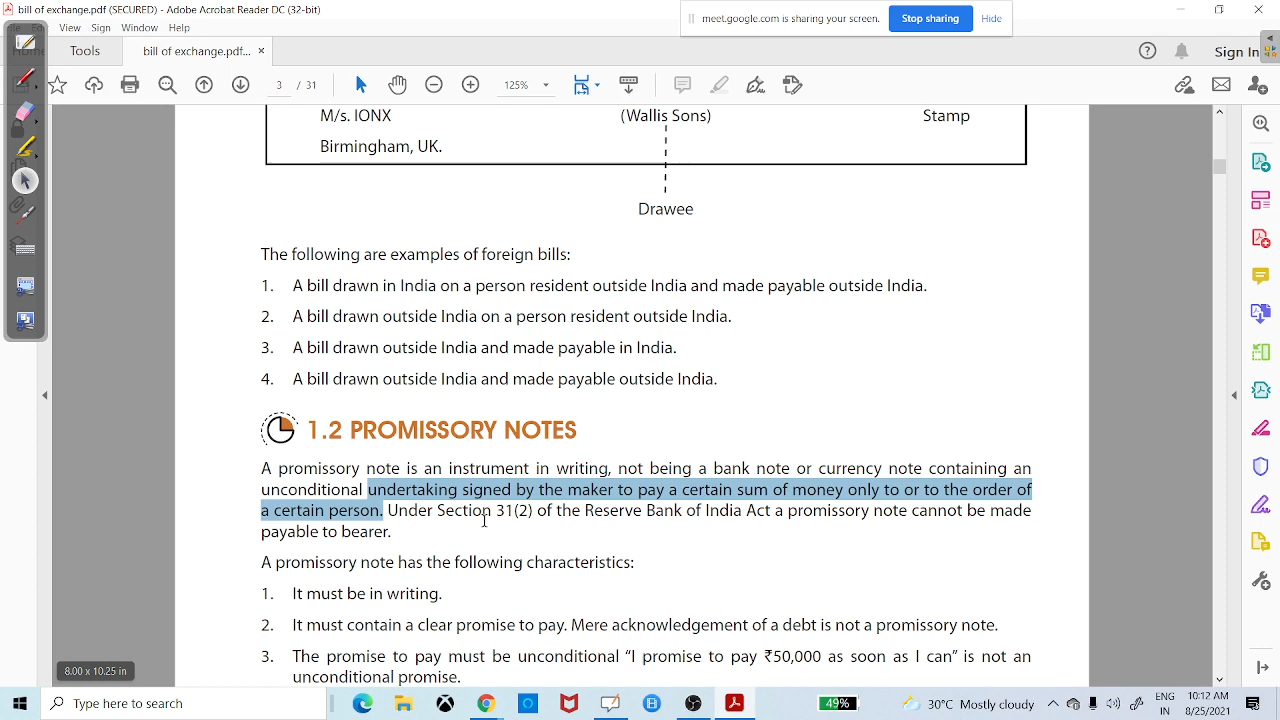 bill of exchange.pdf (SECURED) - Adobe Acrobat Reader DC (32-bit)
meet.google.com is sharing your screen. Stop sharing Hide
View Sign Window Help
Tools bill of exchange.pdf... × Sign In
3 / 31 125%
M/s. IONX (Wallis Sons) Stamp
Birmingham, UK.
Drawee
The following are examples of foreign bills:
1. A bill drawn in India on a person resident outside India and made payable outside India.
2. A bill drawn outside India on a person resident outside India.
3. A bill drawn outside India and made payable in India.
4. A bill drawn outside India and made payable outside India.
1.2 PROMISSORY NOTES
A promissory note is an instrument in writing, not being a bank note or currency note containing an
unconditional undertaking signed by the maker to pay a certain sum of money only to or to the order of
a certain person. Under Section 31(2) of the Reserve Bank of India Act a promissory note cannot be made
payable to bearer.
A promissory note has the following characteristics:
1. It must be in writing.
2. It must contain a clear promise to pay. Mere acknowledgement of a debt is not a promissory note.
3. The promise to pay must be unconditional “I promise to pay ₹50,000 as soon as I can” is not an
unconditional promise.
8.00 x 10.25 in
Type here to search 49% 30°C Mostly cloudy ENG 10:12 AM
IN 8/25/2021